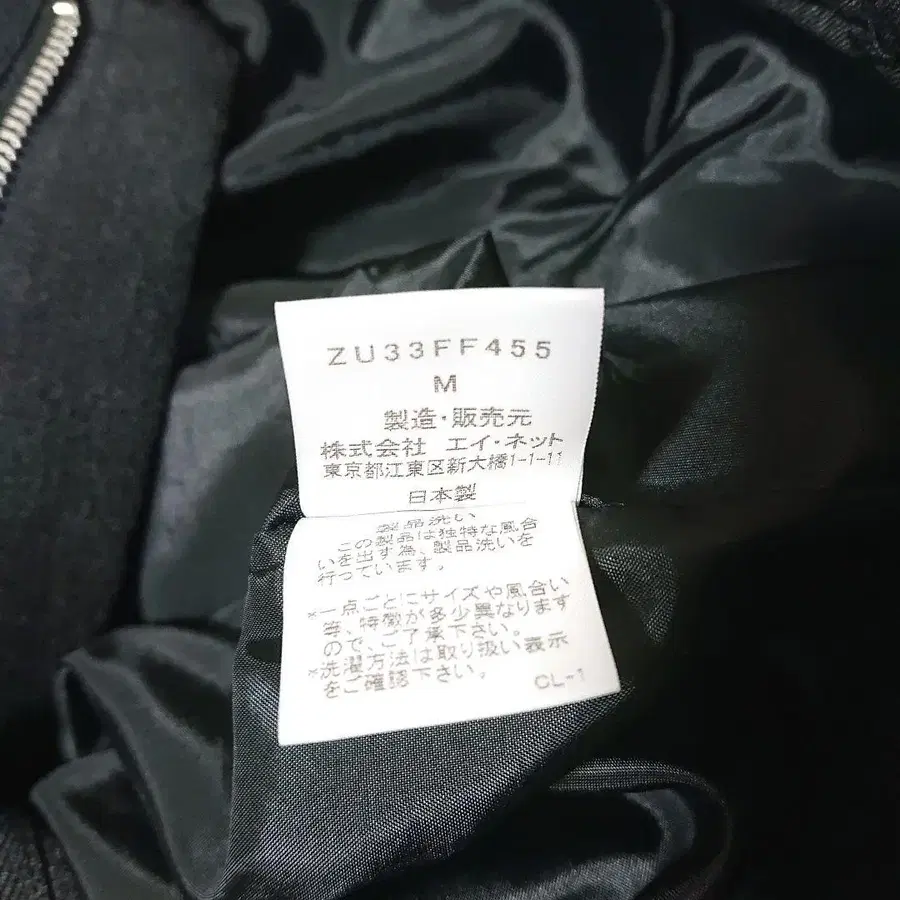 ZU33FF455
M
製造・販売元
株式会社 エイ・ネット
東京都江東区新大橋1-1-11
日本製
製品洗い
この製品は独特な風合
いを出す為、製品洗いを
行っています。
*一点ごとにサイズや風合い
等、特徴が多少異なります
ので、ご了承下さい。
*洗濯方法は取り扱い表示
をご確認下さい。
CL-1